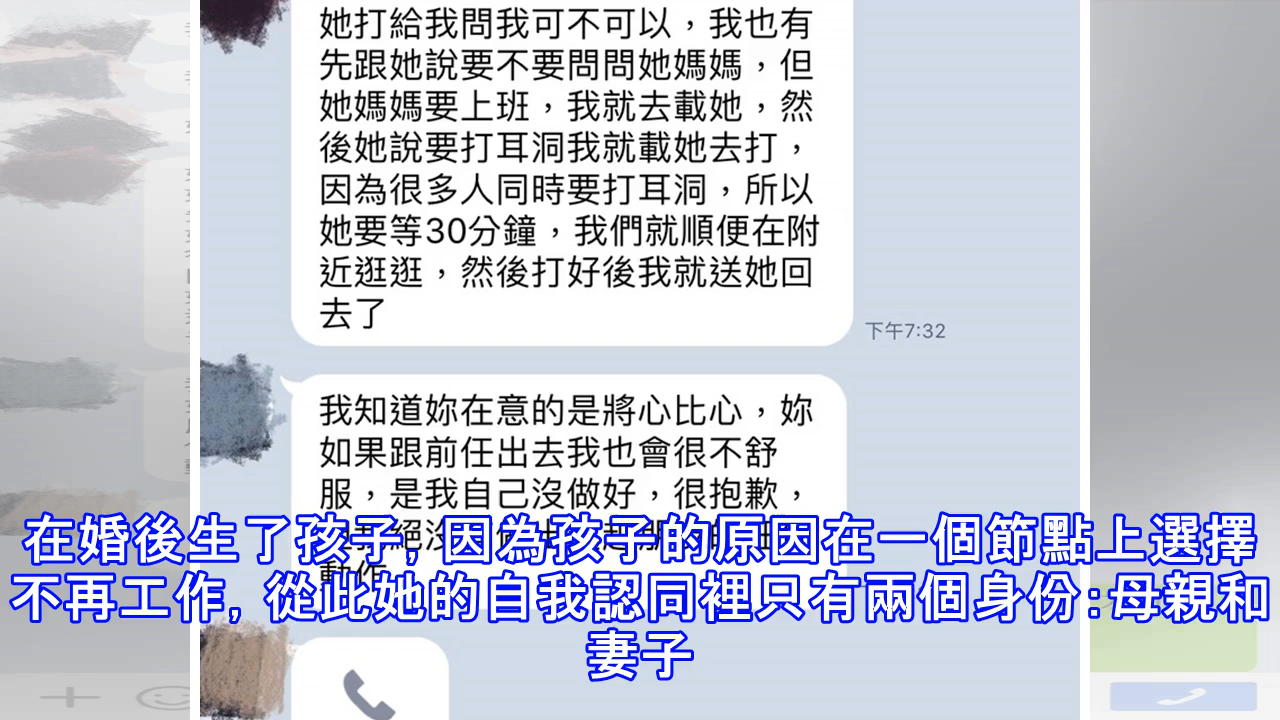 她打給我問我可不可以，我也有
先跟她說要不要問問她媽媽，但
她媽媽要上班，我就去載她，然
後她說要打耳洞我就載她去打，
因為很多人同時要打耳洞，所以
她要等30分鐘，我們就順便在附
近逛逛，然後打好後我就送她回
去了
下午7:32
我知道妳在意的是將心比心，妳
如果跟前任出去我也會很不舒
服，是我自己沒做好，很抱歉，
絕沒
動作
在婚後生了孩子, 因為孩子的原因在一個節點上選擇
不再工作, 從此她的自我認同裡只有兩個身份:母親和
妻子